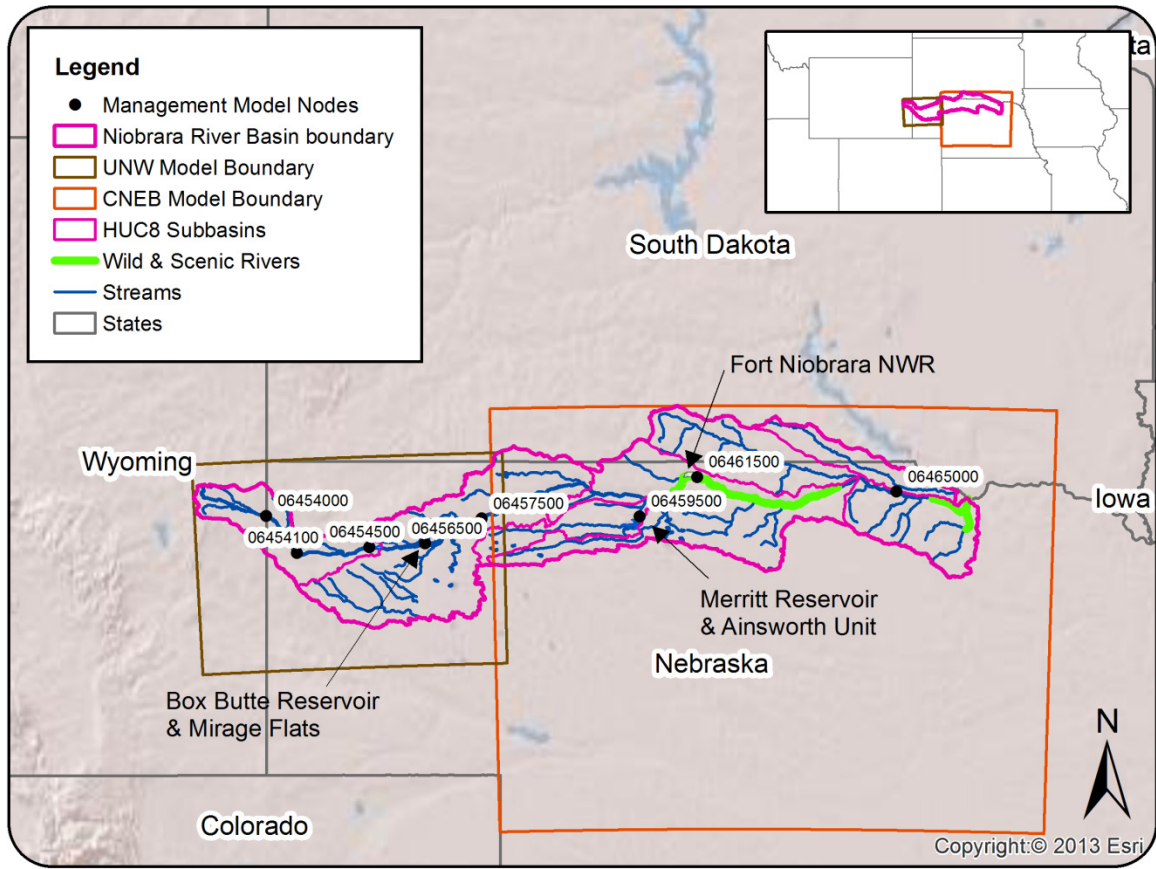 Legend
Management Model Nodes
Niobrara River Basin boundary
UNW Model Boundary
CNEB Model Boundary
HUC8 Subbasins
Wild & Scenic Rivers
Streams
States
ta
South Dakota
Fort Niobrara NWR
Wyoming
06461500
06465000
06454000
06457500
06459500
Iowa
06454100
06454500
06456500
Merritt Reservoir
& Ainsworth Unit
Nebraska
Box Butte Reservoir
& Mirage Flats
N
Colorado
Copyright:© 2013 Esri